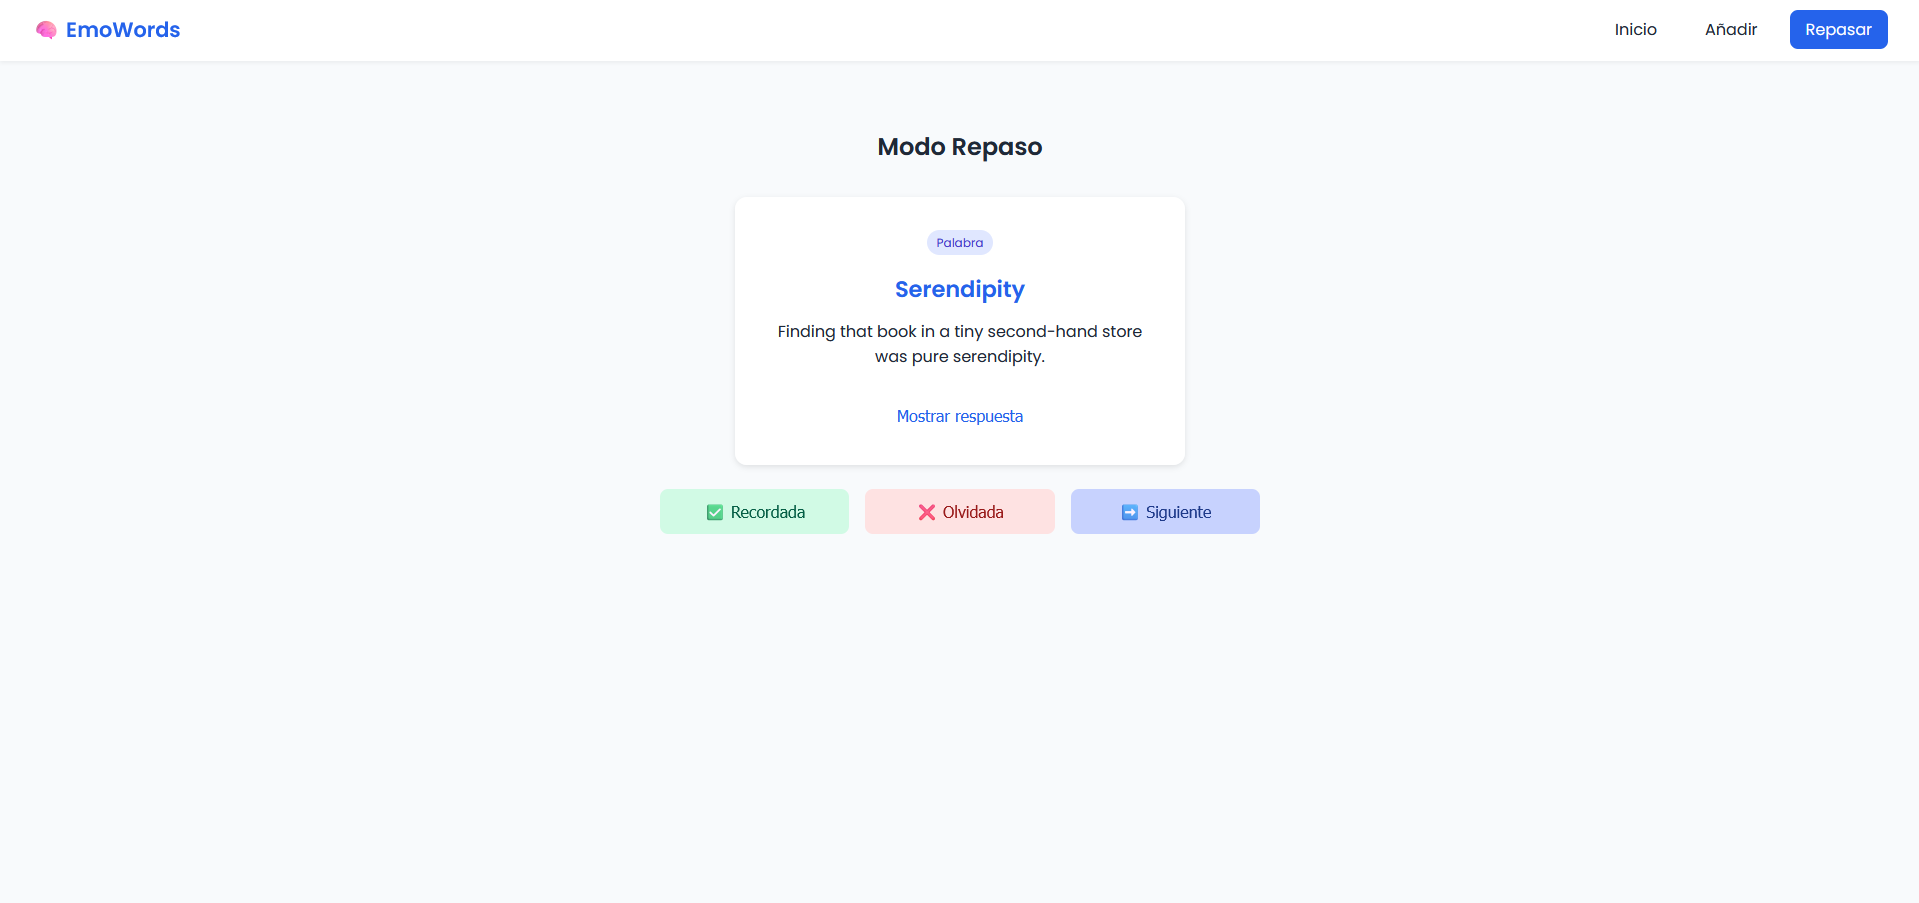 EmoWords
Inicio
Añadir
Repasar
Modo Repaso
Palabra
Serendipity
Finding that book in a tiny second-hand store
was pure serendipity.
Mostrar respuesta
Recordada
Olvidada
Siguiente